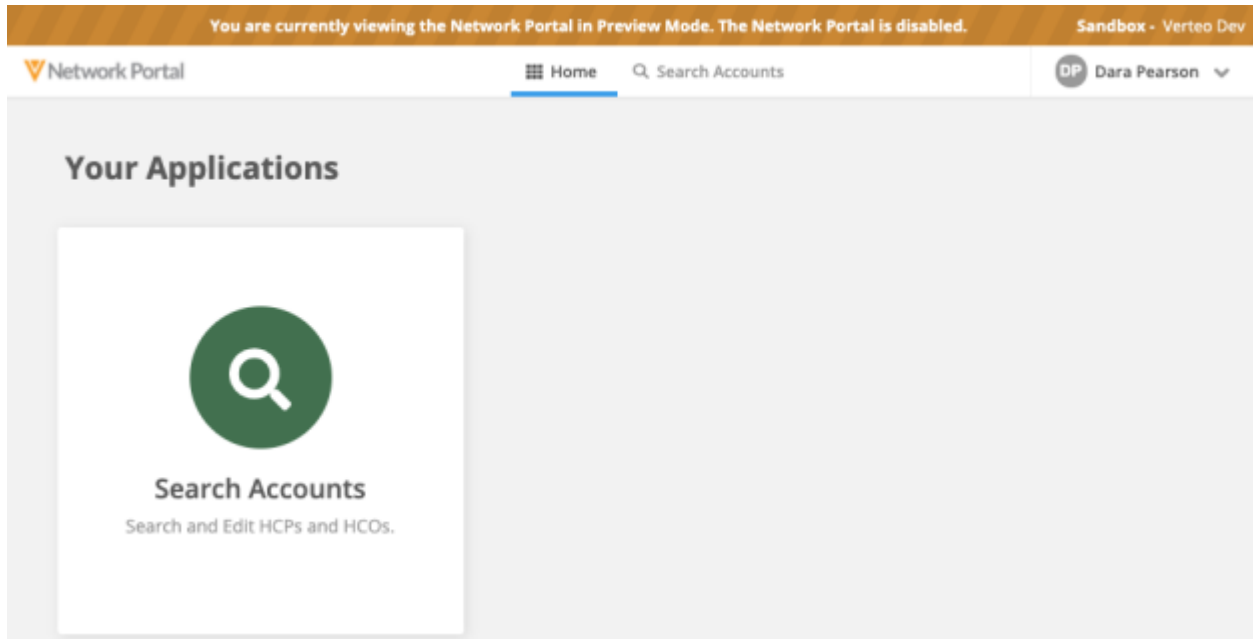 You are currently viewing the Network Portal in Preview Mode. The Network Portal is disabled. Sandbox - Verteo Dev
Network Portal Home Search Accounts DP Dara Pearson
Your Applications
Search Accounts
Search and Edit HCPs and HCOs.